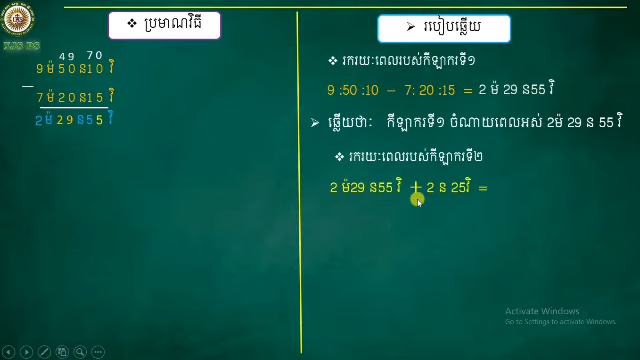 ❖ ប្រមាណវិធី
49 70
9ម៉50ន10វិ
—
7ម៉20ន15វិ
2ម៉29ន55វិ
➢ របៀបឆ្លើយ
❖ រករយៈពេលរបស់កីឡាករទី១
9 :50 :10 − 7: 20 :15 = 2 ម៉ 29 ន55 វិ
➢ ឆ្លើយថាៈ កីឡាករទី១ ចំណាយពេលអស់ 2ម៉ 29 ន 55 វិ
❖ រករយៈពេលរបស់កីឡាករទី២
2 ម៉29 ន55 វិ + 2 ន 25វិ =
Activate Windows
Go to Settings to activate Windows.